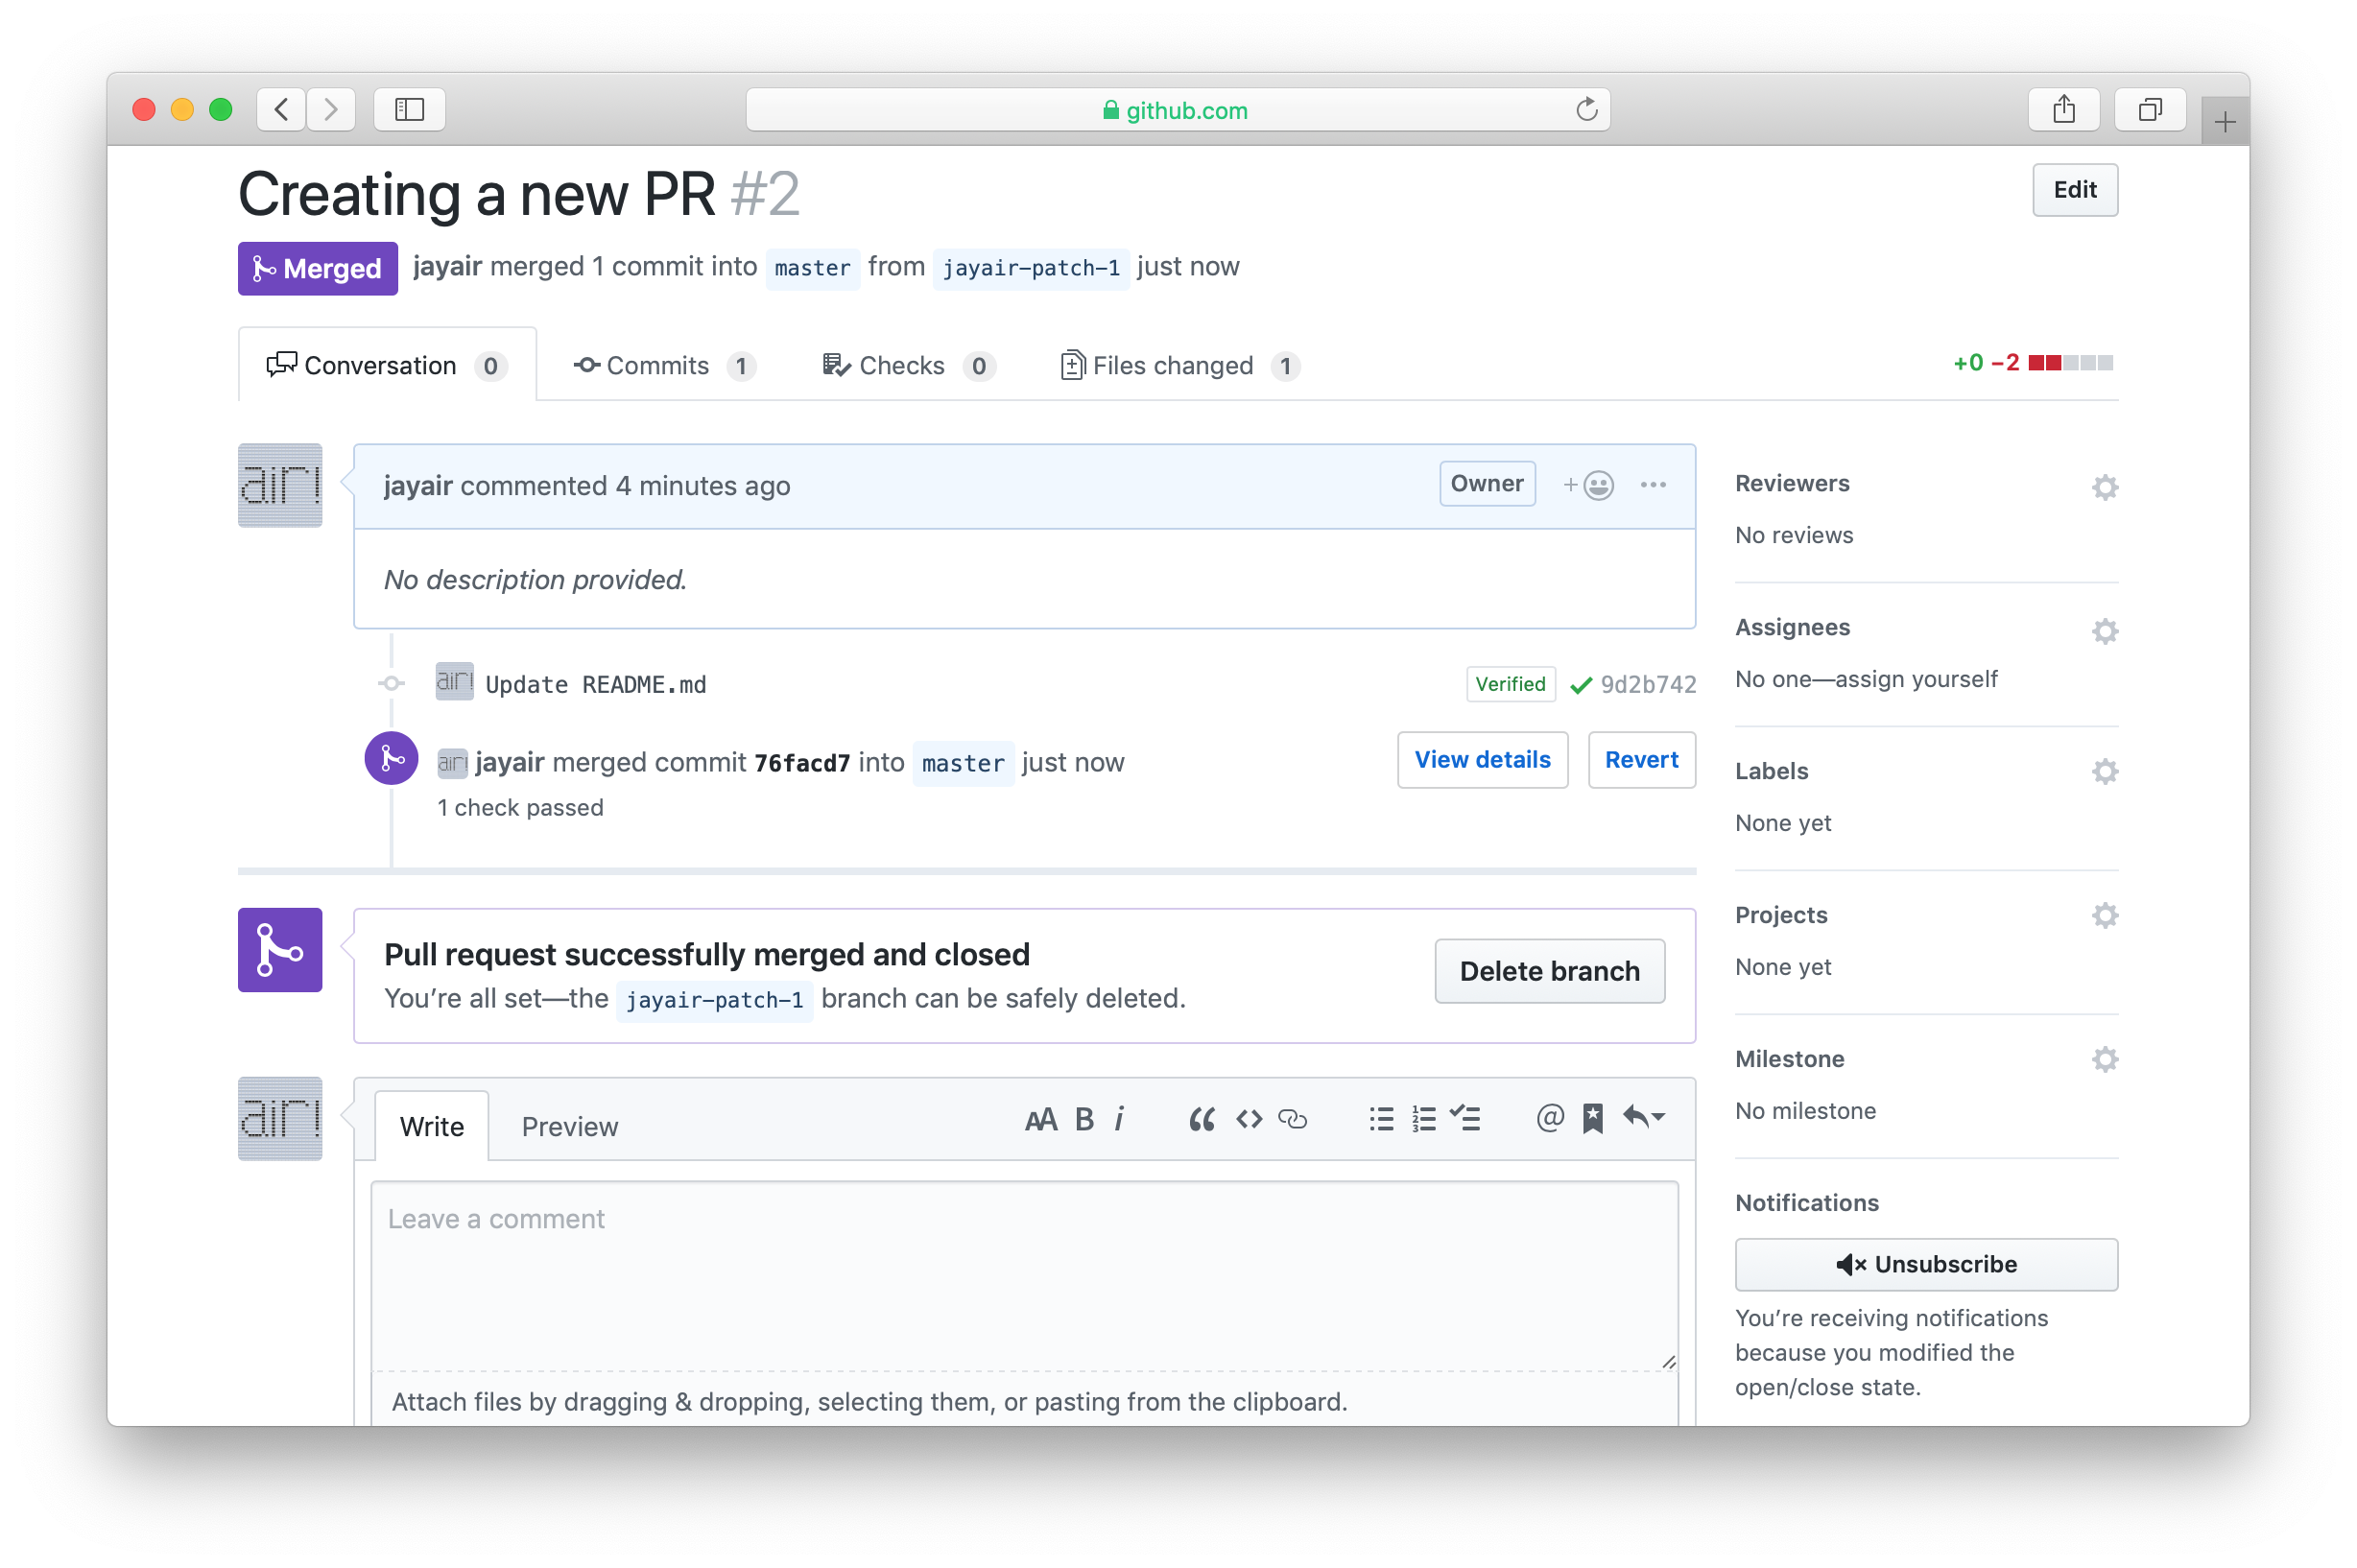 github.com
Creating a new PR #2
Edit
Merged
jayair merged 1 commit into master from jayair-patch-1 just now
Conversation 0
Commits 1
Checks 0
Files changed 1
+0 −2
air!
jayair commented 4 minutes ago
Owner
No description provided.
air!
Update README.md
Verified
9d2b742
air!
jayair merged commit 76facd7 into master just now
View details
Revert
1 check passed
Pull request successfully merged and closed
You’re all set—the jayair-patch-1 branch can be safely deleted.
Delete branch
air!
Write
Preview
Leave a comment
Attach files by dragging & dropping, selecting them, or pasting from the clipboard.
Reviewers
No reviews
Assignees
No one—assign yourself
Labels
None yet
Projects
None yet
Milestone
No milestone
Notifications
Unsubscribe
You’re receiving notifications
because you modified the
open/close state.